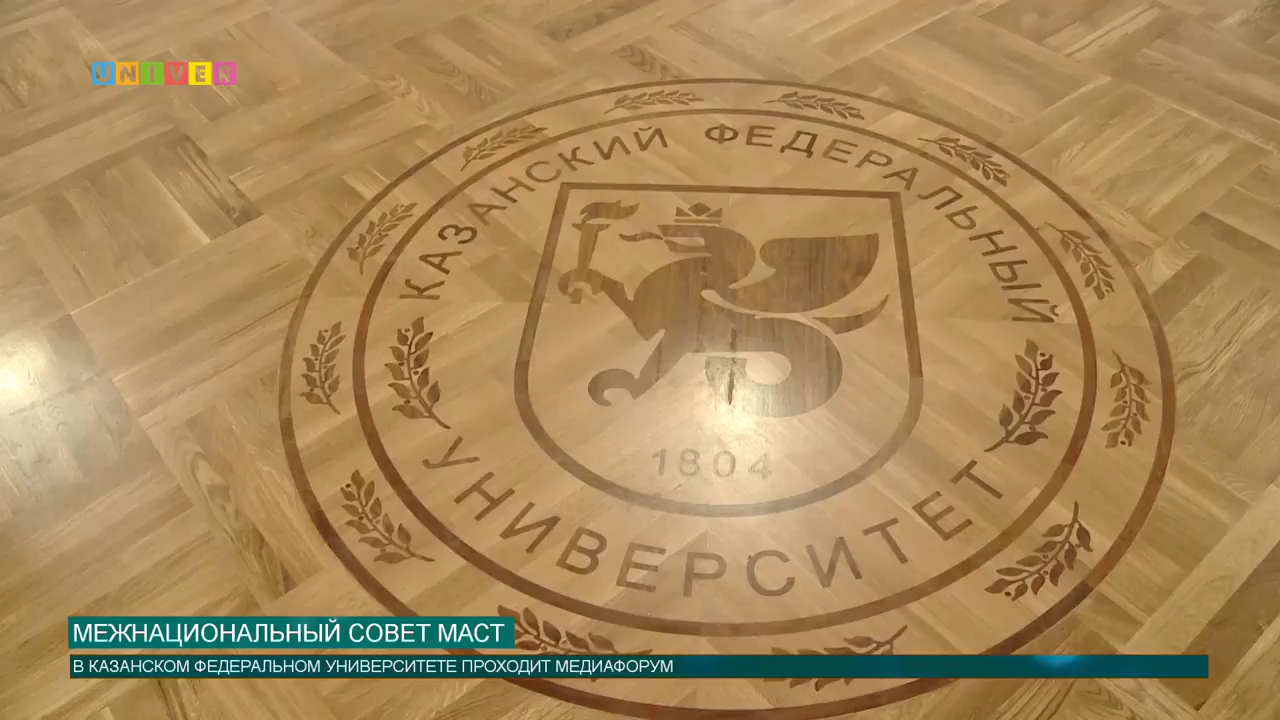 UNIVER
КАЗАНСКИЙ ФЕДЕРАЛЬНЫЙ
1804
УНИВЕРСИТЕТ
МЕЖНАЦИОНАЛЬНЫЙ СОВЕТ МАСТ
В КАЗАНСКОМ ФЕДЕРАЛЬНОМ УНИВЕРСИТЕТЕ ПРОХОДИТ МЕДИАФОРУМ